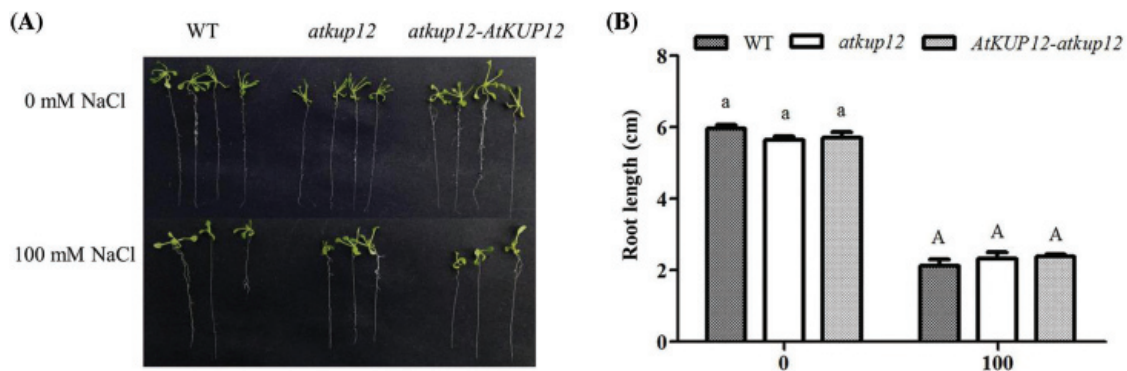 (A)
WT atkup12 atkup12-AtKUP12
0 mM NaCl
100 mM NaCl
(B)
WT atkup12 AtKUP12-atkup12
Root length (cm)
8
6
4
2
0
a a a
A A A
0 100